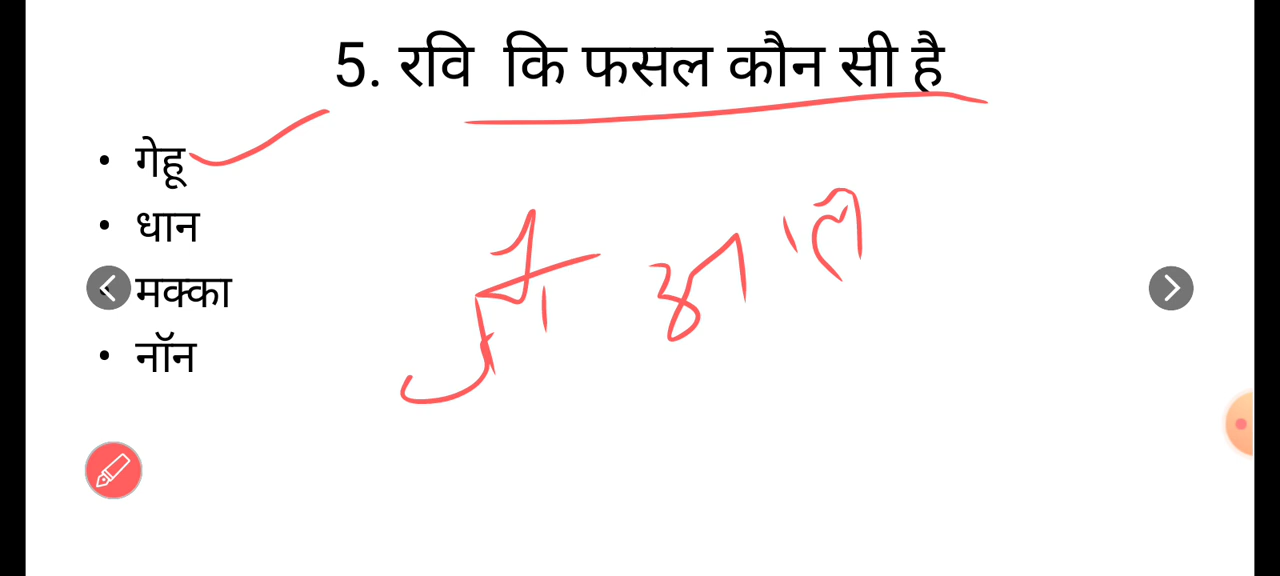 5. रवि कि फसल कौन सी है
• गेहू
• धान
• मक्का
• नॉन